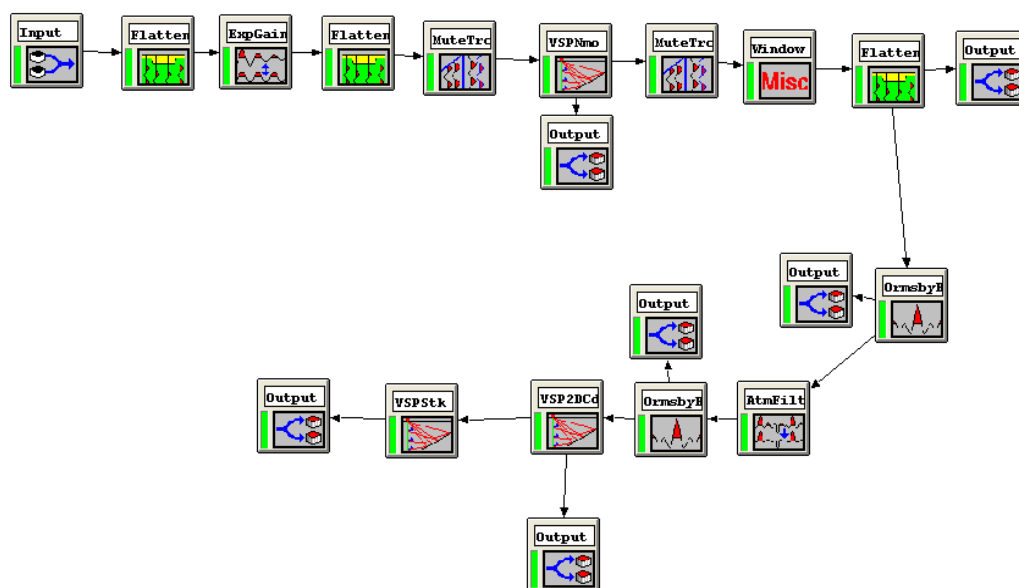 Input
Flatten
ExpGain
Flatten
MuteTrc
VSPNmo
MuteTrc
Window
Misc
Flatten
Output
Output
Output
OrmsbyB
Output
Output
VSPStk
VSP2DCd
OrmsbyB
AtmFilt
Output